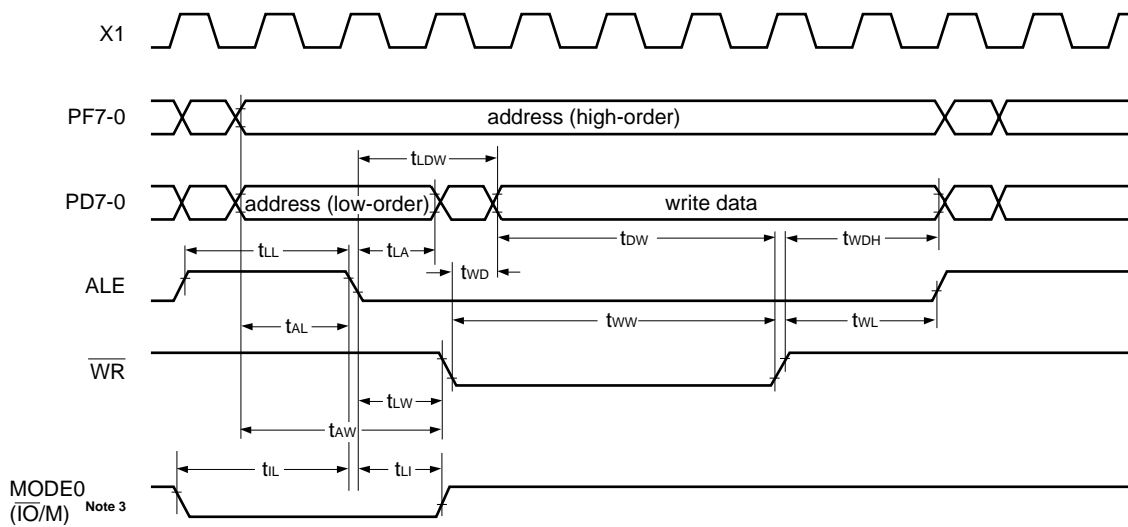 X1
PF7-0
address (high-order)
tLDW
PD7-0
address (low-order)
write data
tLL
tLA
tDW
tWDH
tWD
ALE
tAL
tWW
tWL
WR
tLW
tAW
tIL
tLI
MODE0
(IO/M) Note 3